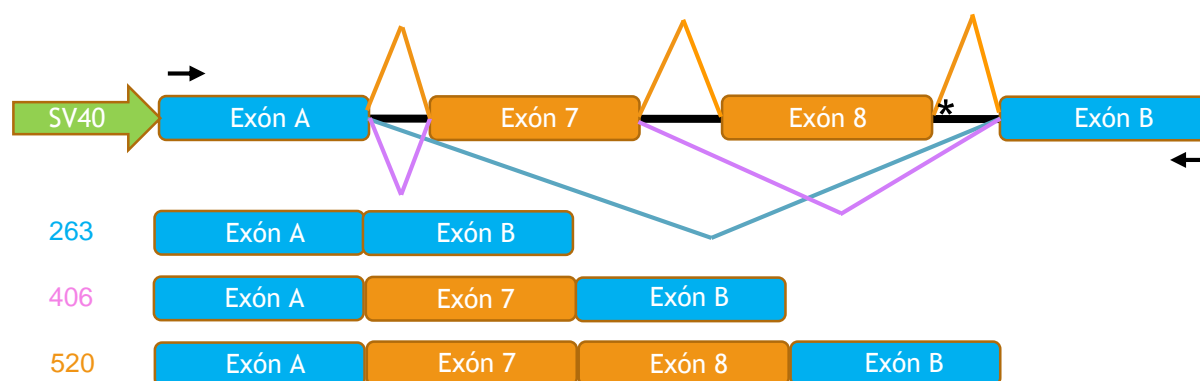 SV40 Exón A Exón 7 Exón 8 * Exón B
263 Exón A Exón B
406 Exón A Exón 7 Exón B
520 Exón A Exón 7 Exón 8 Exón B